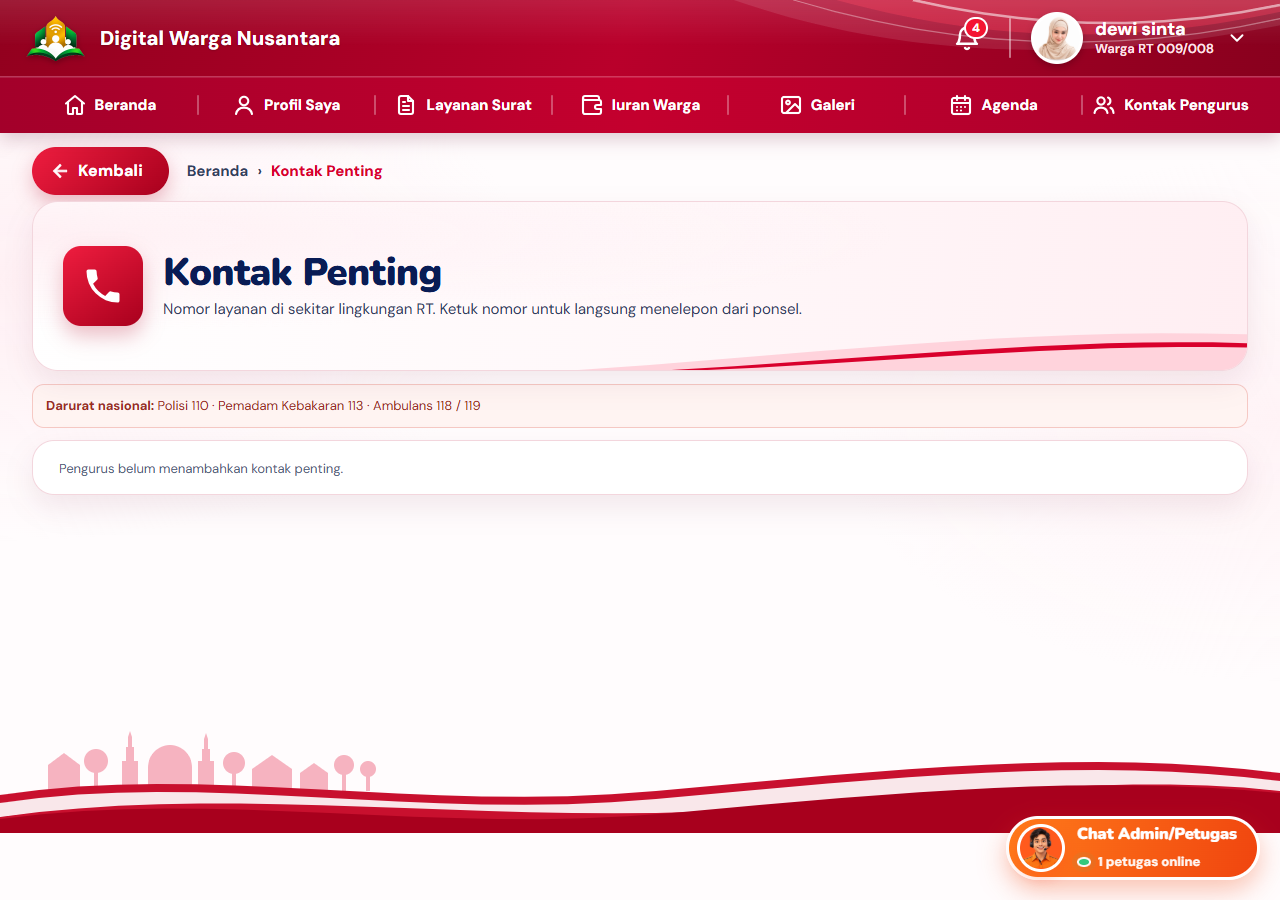 Digital Warga Nusantara
4
dewi sinta
Warga RT 009/008
Beranda
Profil Saya
Layanan Surat
Iuran Warga
Galeri
Agenda
Kontak Pengurus
Kembali
Beranda › Kontak Penting
Kontak Penting
Nomor layanan di sekitar lingkungan RT. Ketuk nomor untuk langsung menelepon dari ponsel.
Darurat nasional: Polisi 110 · Pemadam Kebakaran 113 · Ambulans 118 / 119
Pengurus belum menambahkan kontak penting.
Chat Admin/Petugas
1 petugas online